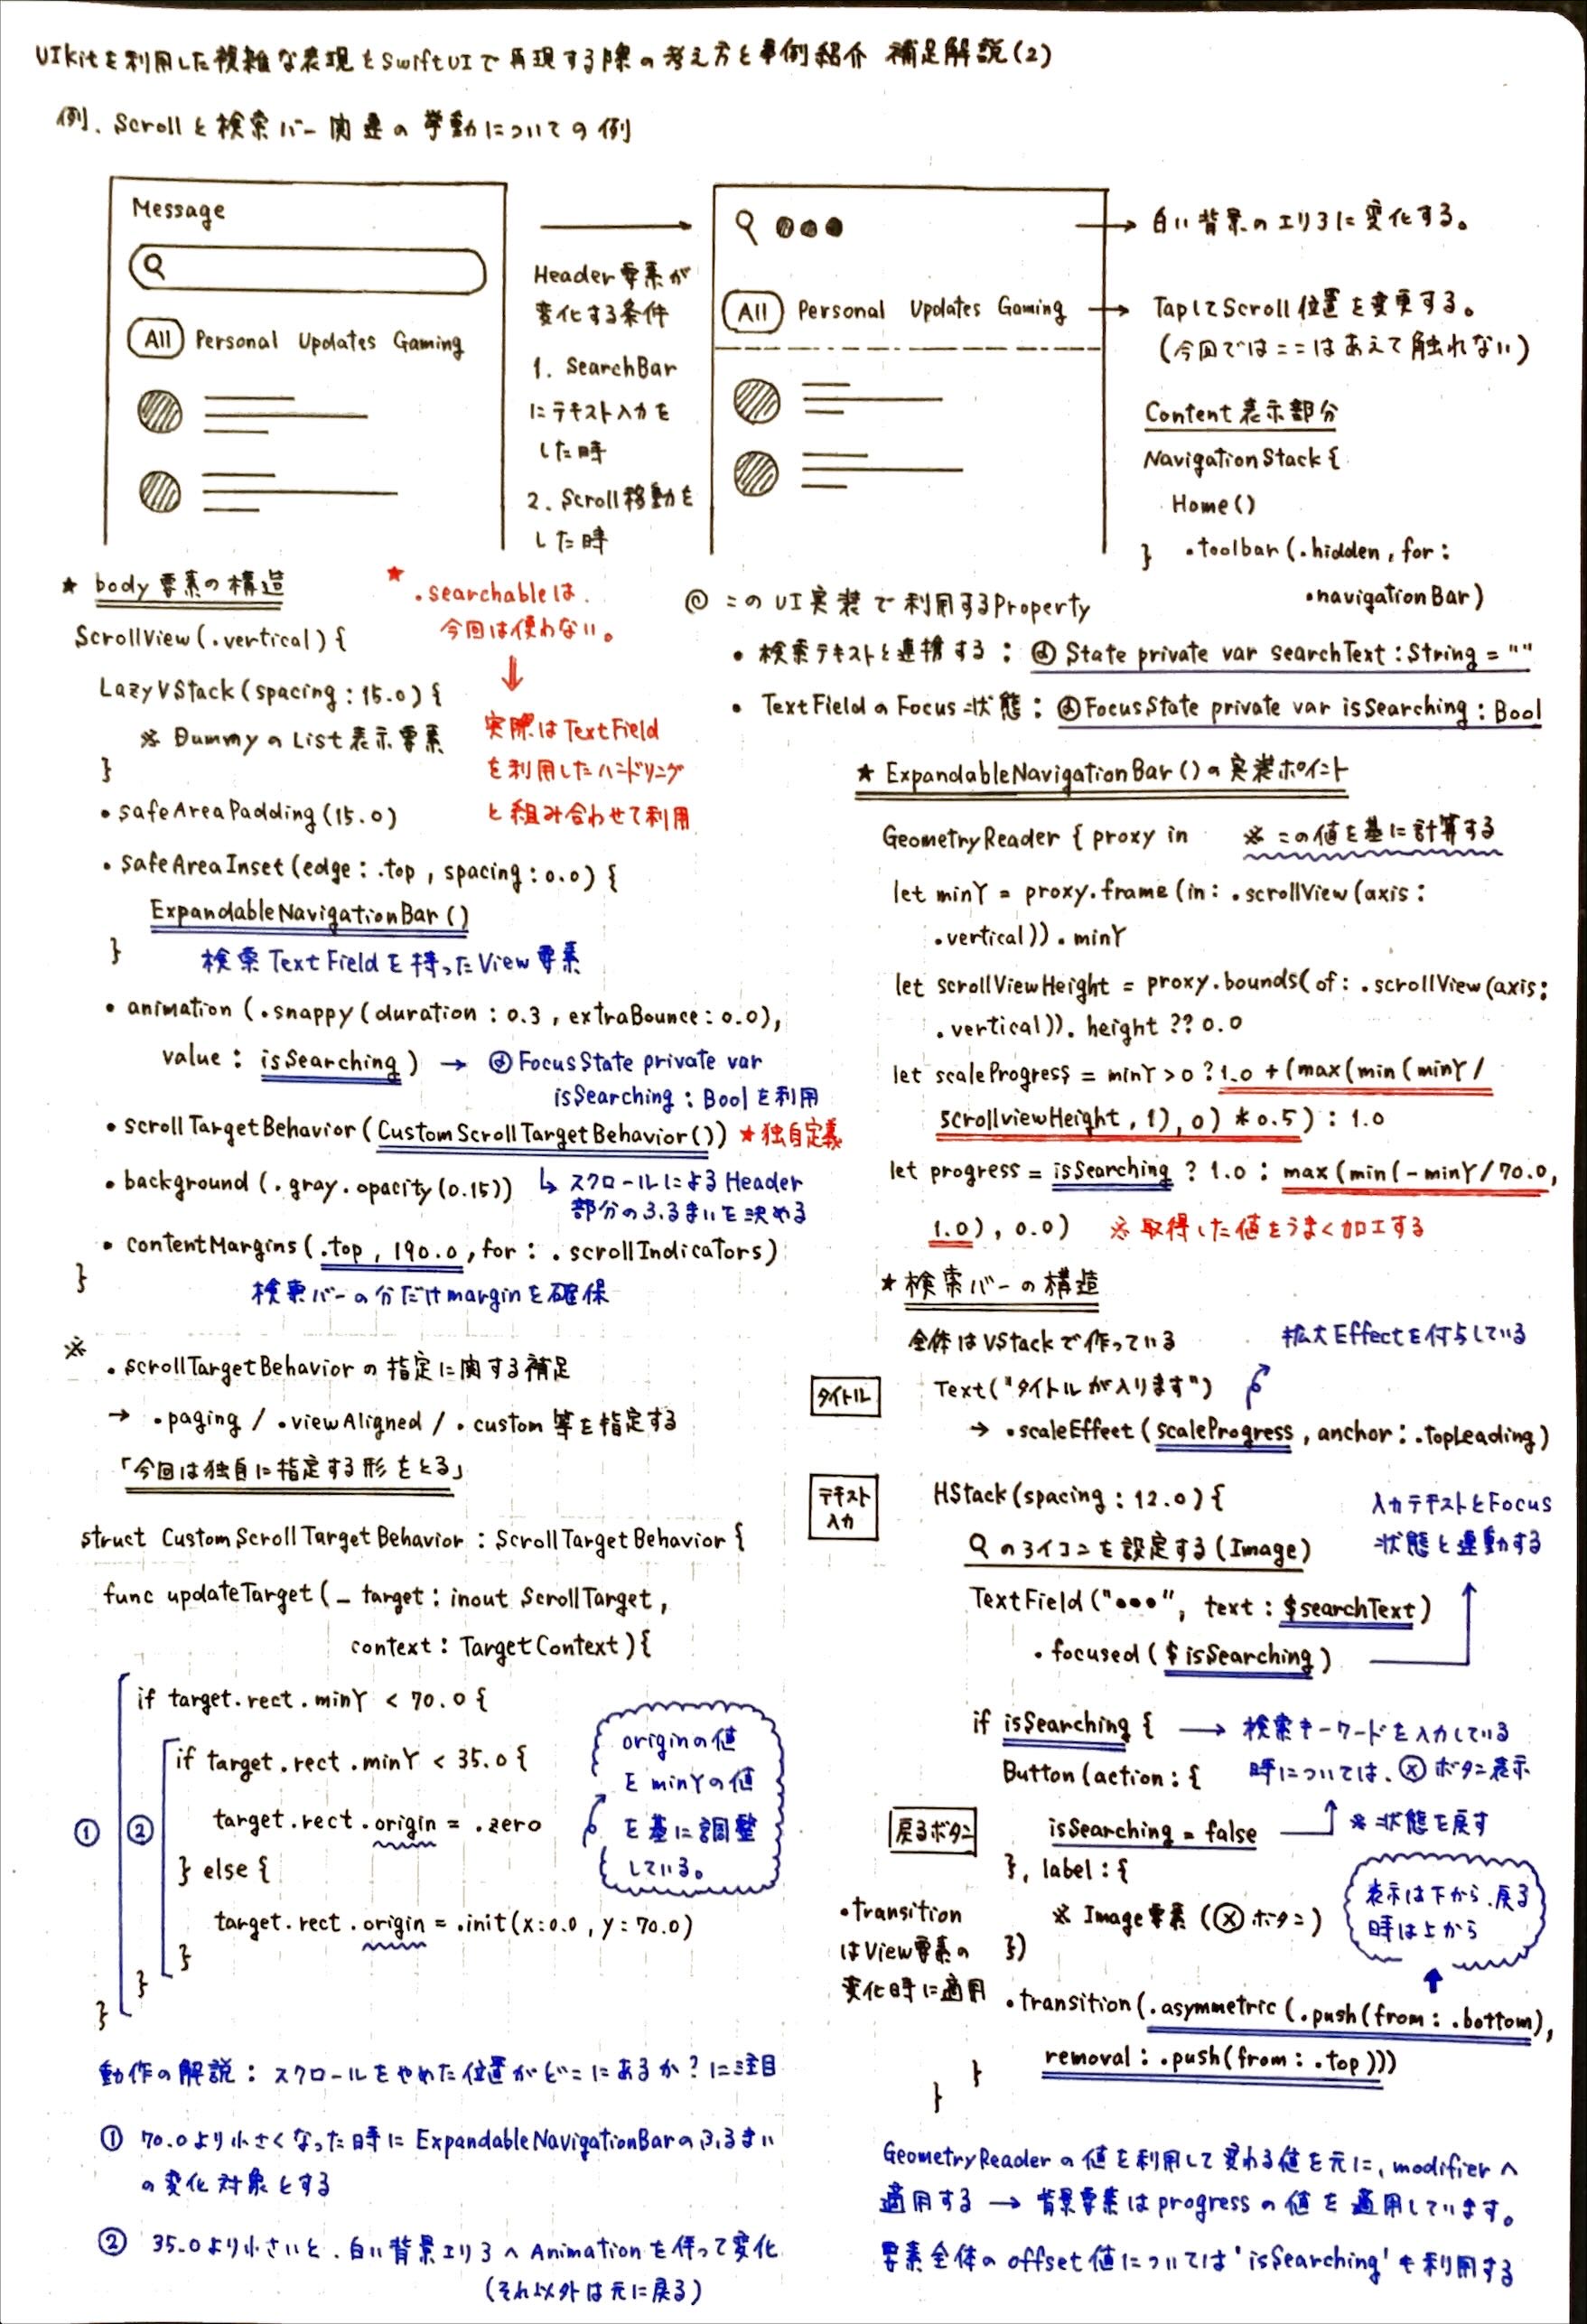 UIKitを利用した複雑な表現をSwiftUIで再現する際の考え方と事例紹介 補足解説(2)
例. Scrollと検索バー関連の挙動についての例
Message
All Personal Updates Gaming
Header要素が
変化する条件
1. SearchBar
にテキスト入力を
した時
2. Scroll移動を
した時
All Personal Updates Gaming
→ 白い背景のエリアに変化する。
→ TapしてScroll位置を変更する。
(今回ではここはあえて触れない)
Content表示部分
NavigationStack {
Home()
} .toolbar(.hidden, for:
.navigationBar)
★ body要素の構造
ScrollView(.vertical) {
LazyVStack(spacing: 15.0) {
※ DummyのList表示要素
}
.safeAreaPadding(15.0)
.safeAreaInset(edge: .top, spacing: 0.0) {
ExpandableNavigationBar()
}
検索TextFieldを持ったView要素
.animation(.snappy(duration: 0.3, extraBounce: 0.0),
value: isSearching) → @FocusState private var
isSearching: Boolを利用
.scrollTargetBehavior(CustomScrollTargetBehavior()) ★独自定義
.background(.gray.opacity(0.15)) ↳ スクロールによるHeader
部分のふるまいを決める
.contentMargins(.top, 190.0, for: .scrollIndicators)
}
検索バーの分だけmarginを確保
★ .searchableは
今回は使わない。
↓
実際はTextField
を利用したハンドリング
と組み合わせて利用
※ .scrollTargetBehaviorの指定に関する補足
→ .paging / .viewAligned / .custom 等を指定する
「今回は独自に指定する形をとる」
struct CustomScrollTargetBehavior: ScrollTargetBehavior {
func updateTarget(_ target: inout ScrollTarget,
context: TargetContext) {
① if target.rect.minY < 70.0 {
② if target.rect.minY < 35.0 {
target.rect.origin = .zero
} else {
target.rect.origin = .init(x: 0.0, y: 70.0)
}
}
}
originの値
をminYの値
を基に調整
している。
動作の解説: スクロールをやめた位置がどこにあるか?に注目
① 70.0より小さくなった時にExpandableNavigationBarのふるまい
の変化対象とする
② 35.0より小さいと、白い背景エリアへAnimationを伴って変化
(それ以外は元に戻る)
◎ このUI実装で利用するProperty
• 検索テキストと連携する: @State private var searchText: String = ""
• TextFieldのFocus状態: @FocusState private var isSearching: Bool
★ ExpandableNavigationBar()の実装ポイント
GeometryReader { proxy in ※ この値を基に計算する
let minY = proxy.frame(in: .scrollView(axis:
.vertical)).minY
let scrollViewHeight = proxy.bounds(of: .scrollView(axis:
.vertical)).height ?? 0.0
let scaleProgress = minY > 0 ? 1.0 + (max(min(minY /
scrollviewHeight, 1), 0) * 0.5) : 1.0
let progress = isSearching ? 1.0 : max(min(-minY/70.0,
1.0), 0.0) ※ 取得した値をうまく加工する
★ 検索バーの構造
全体はVStackで作っている
拡大Effectを付与している
タイトル
Text("タイトルが入ります")
→ .scaleEffect(scaleProgress, anchor: .topLeading)
テキスト
入力
HStack(spacing: 12.0) {
のアイコンを設定する(Image)
TextField("•••", text: $searchText)
.focused($isSearching)
入力テキストとFocus
状態と連動する
if isSearching { → 検索キーワードを入力している
Button(action: { 時については、ⓧボタン表示
戻るボタン
isSearching = false ※状態を戻す
}, label: {
※ Image要素(ⓧボタン)
})
.transition(.asymmetric(.push(from: .bottom),
removal: .push(from: .top)))
}
}
表示は下から、戻る
時は上から
.transition
はView要素の
変化時に適用
GeometryReaderの値を利用して変わる値を元に、modifierへ
適用する → 背景要素はprogressの値を適用しています。
要素全体のoffset値については'isSearching'も利用する